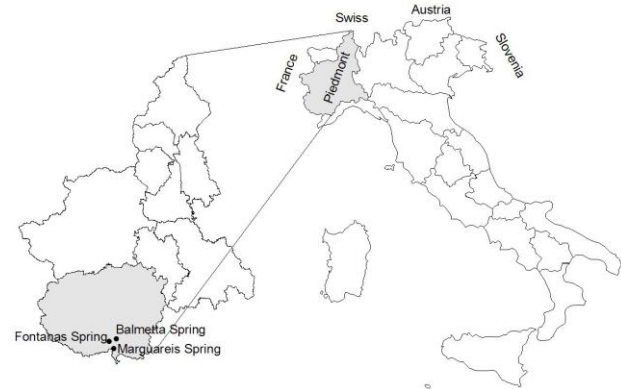 Swiss
Austria
Slovenia
France
Piedmont
Fontanas Spring
Balmetta Spring
Marguareis Spring